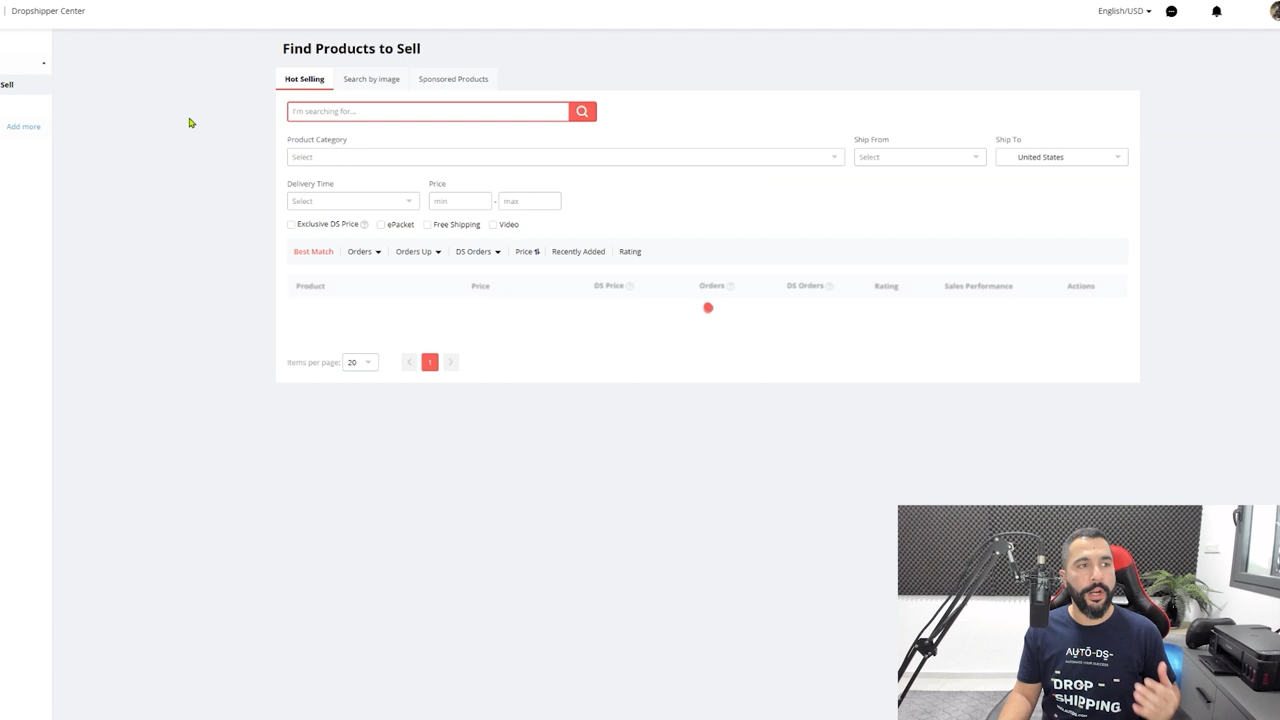 Dropshipper Center
English/USD
Sell
Add more
Find Products to Sell
Hot Selling Search by image Sponsored Products
I'm searching for...
Product Category Ship From Ship To
Select Select United States
Delivery Time Price
Select min - max
Exclusive DS Price ePacket Free Shipping Video
Best Match Orders Orders Up DS Orders Price Recently Added Rating
Product Price DS Price Orders DS Orders Rating Sales Performance Actions
Items per page: 20 < 1 >
AUTO-DS-
AUTOMATE YOUR SUCCESS
DROP
SHIPPING